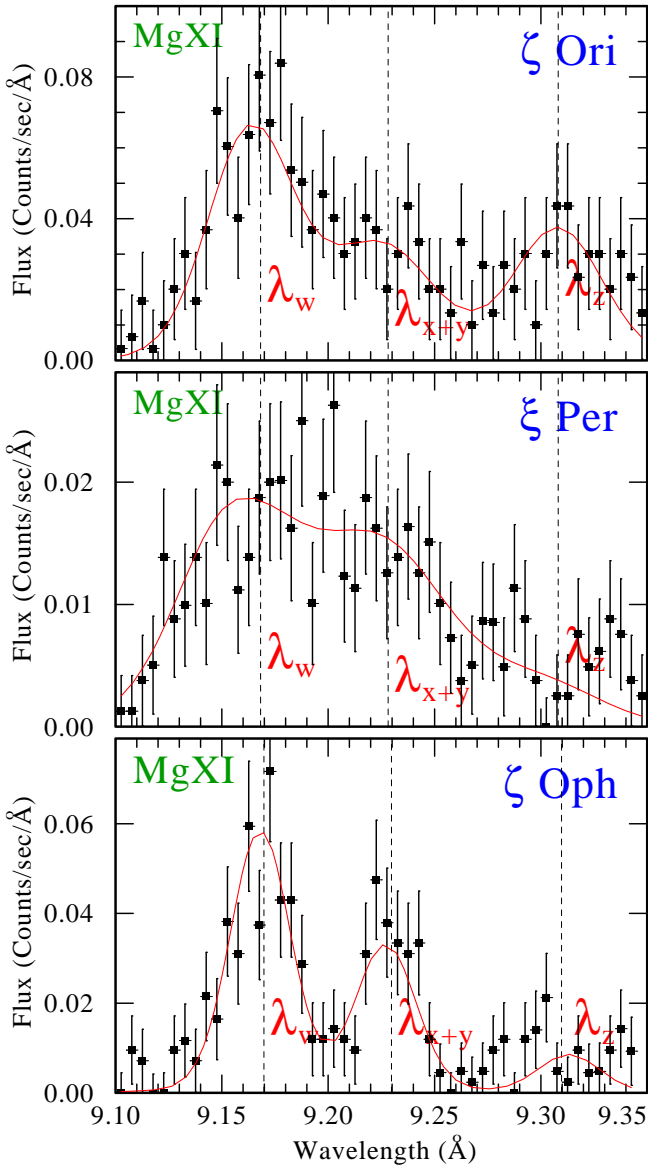 MgXI ζ Ori
0.08
0.04
0.00
Flux (Counts/sec/Å)
λw λx+y λz
MgXI ξ Per
0.02
0.01
0.00
Flux (Counts/sec/Å)
λw λx+y λz
MgXI ζ Oph
0.06
0.04
0.02
0.00
Flux (Counts/sec/Å)
λw λx+y λz
9.10 9.15 9.20 9.25 9.30 9.35
Wavelength (Å)